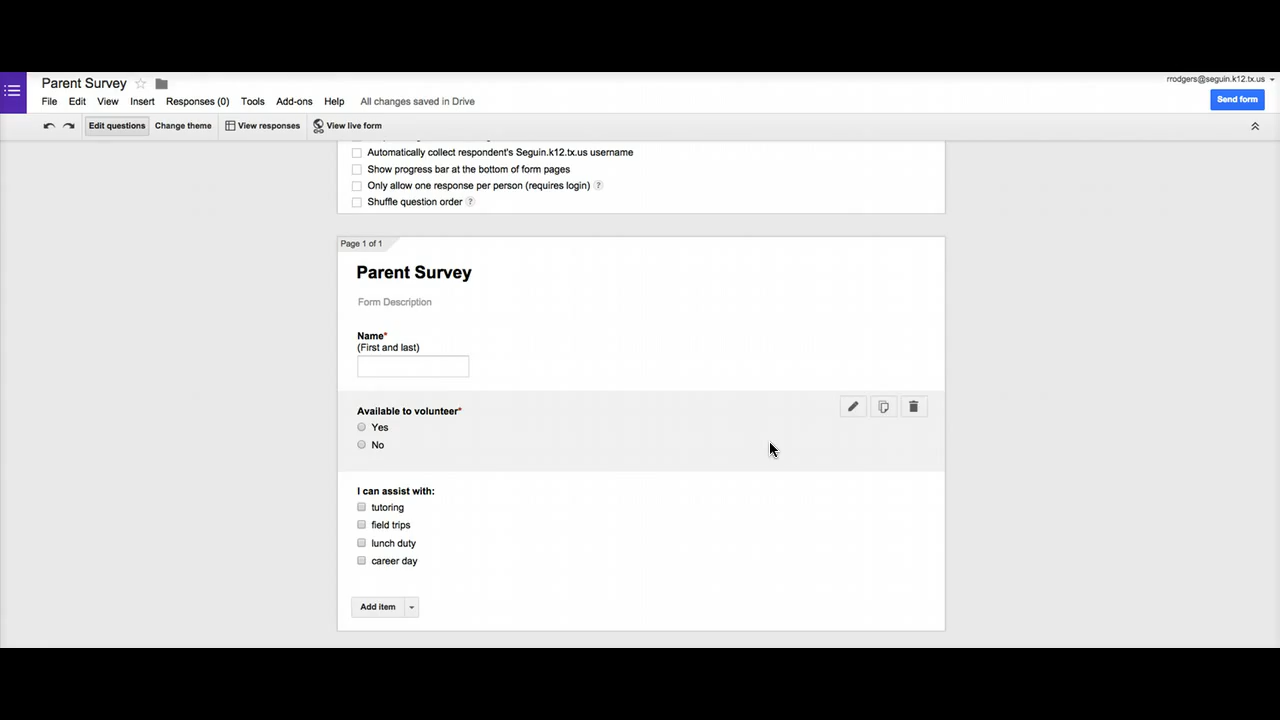 Parent Survey
rrodgers@seguin.k12.tx.us
File Edit View Insert Responses (0) Tools Add-ons Help All changes saved in Drive
Send form
Edit questions Change theme View responses View live form
Automatically collect respondent's Seguin.k12.tx.us username
Show progress bar at the bottom of form pages
Only allow one response per person (requires login) ?
Shuffle question order ?
Page 1 of 1
Parent Survey
Form Description
Name*
(First and last)
Available to volunteer*
Yes
No
I can assist with:
tutoring
field trips
lunch duty
career day
Add item